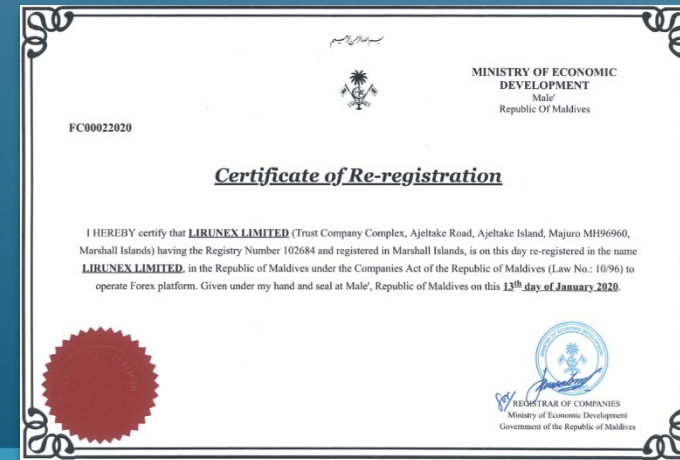 بسم الله الرحمن الرحيم
MINISTRY OF ECONOMIC
DEVELOPMENT
Male'
Republic Of Maldives
FC00022020
Certificate of Re-registration
I HEREBY certify that LIRUNEX LIMITED (Trust Company Complex, Ajeltake Road, Ajeltake Island, Majuro MH96960,
Marshall Islands) having the Registry Number 102684 and registered in Marshall Islands, is on this day re-registered in the name
LIRUNEX LIMITED, in the Republic of Maldives under the Companies Act of the Republic of Maldives (Law No.: 10/96) to
operate Forex platform. Given under my hand and seal at Male', Republic of Maldives on this 13th day of January 2020.
for
REGISTRAR OF COMPANIES
Ministry of Economic Development
Government of the Republic of Maldives